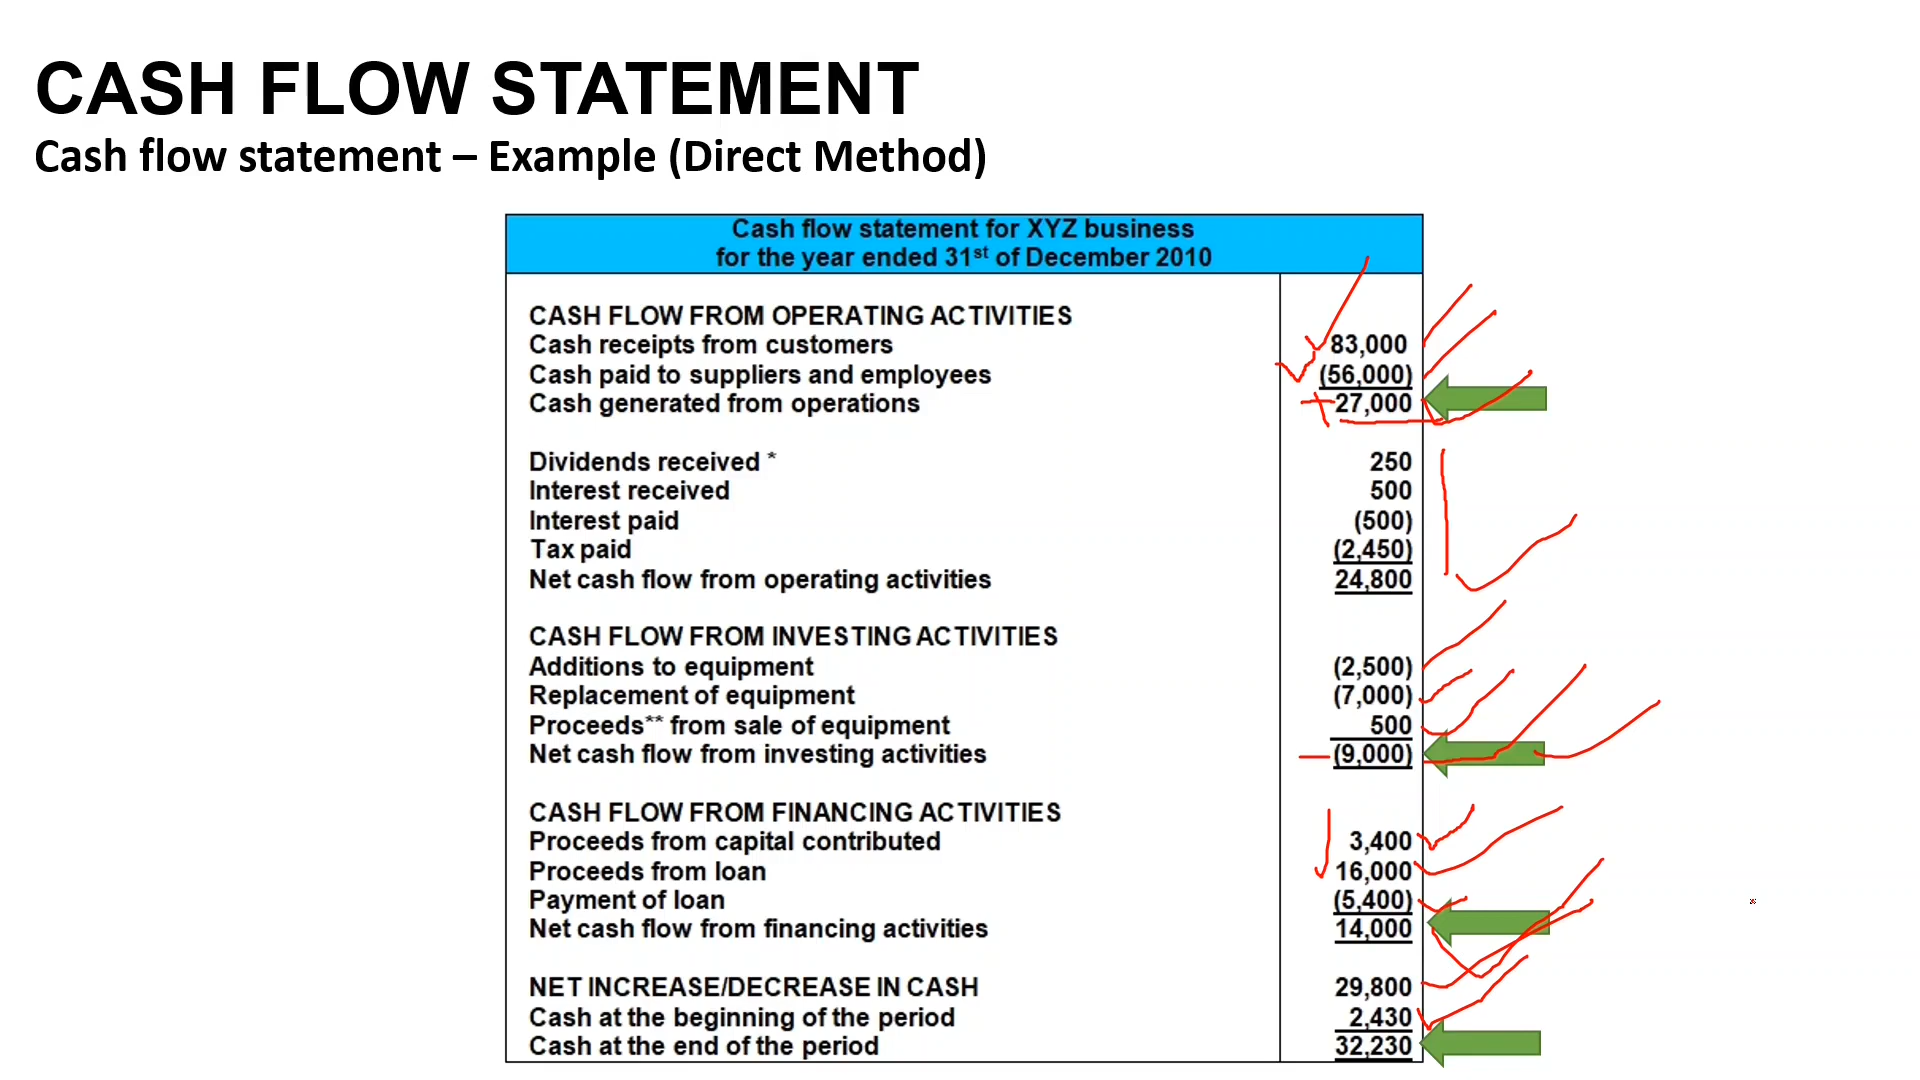 CASH FLOW STATEMENT
Cash flow statement – Example (Direct Method)
Cash flow statement for XYZ business
for the year ended 31st of December 2010
CASH FLOW FROM OPERATING ACTIVITIES
Cash receipts from customers 83,000
Cash paid to suppliers and employees (56,000)
Cash generated from operations 27,000
Dividends received * 250
Interest received 500
Interest paid (500)
Tax paid (2,450)
Net cash flow from operating activities 24,800
CASH FLOW FROM INVESTING ACTIVITIES
Additions to equipment (2,500)
Replacement of equipment (7,000)
Proceeds** from sale of equipment 500
Net cash flow from investing activities (9,000)
CASH FLOW FROM FINANCING ACTIVITIES
Proceeds from capital contributed 3,400
Proceeds from loan 16,000
Payment of loan (5,400)
Net cash flow from financing activities 14,000
NET INCREASE/DECREASE IN CASH 29,800
Cash at the beginning of the period 2,430
Cash at the end of the period 32,230